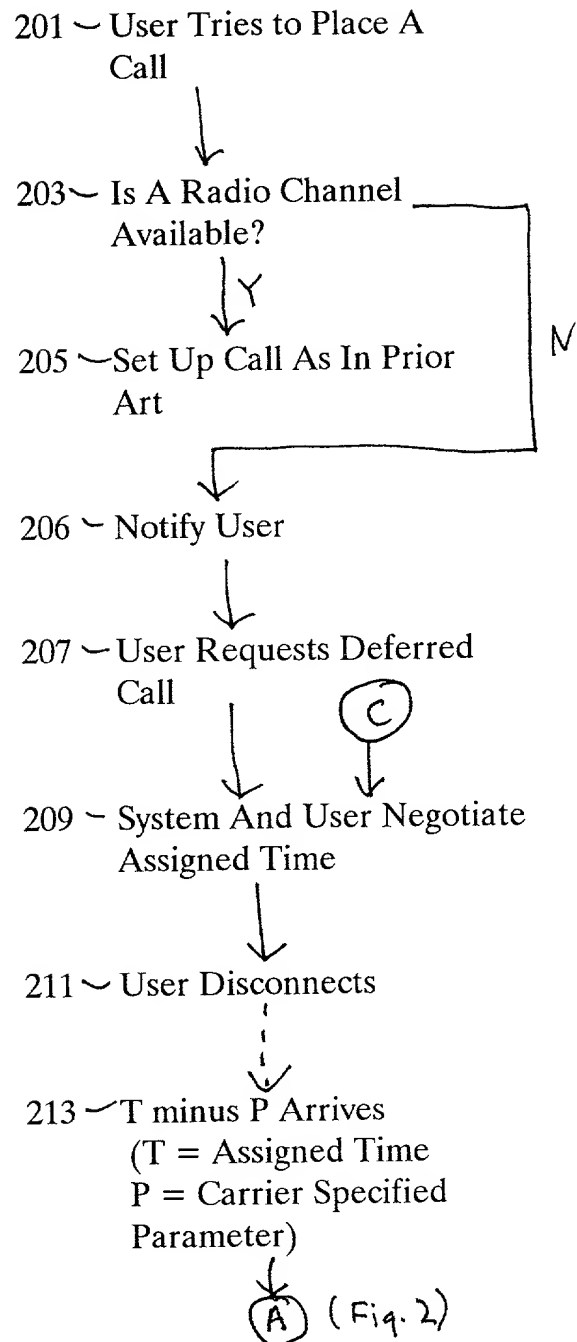 201 User Tries to Place A
Call
203 Is A Radio Channel
Available?
Y
N
205 Set Up Call As In Prior
Art
206 Notify User
207 User Requests Deferred
Call
C
209 System And User Negotiate
Assigned Time
211 User Disconnects
213 T minus P Arrives
(T = Assigned Time
P = Carrier Specified
Parameter)
A (Fig. 2)